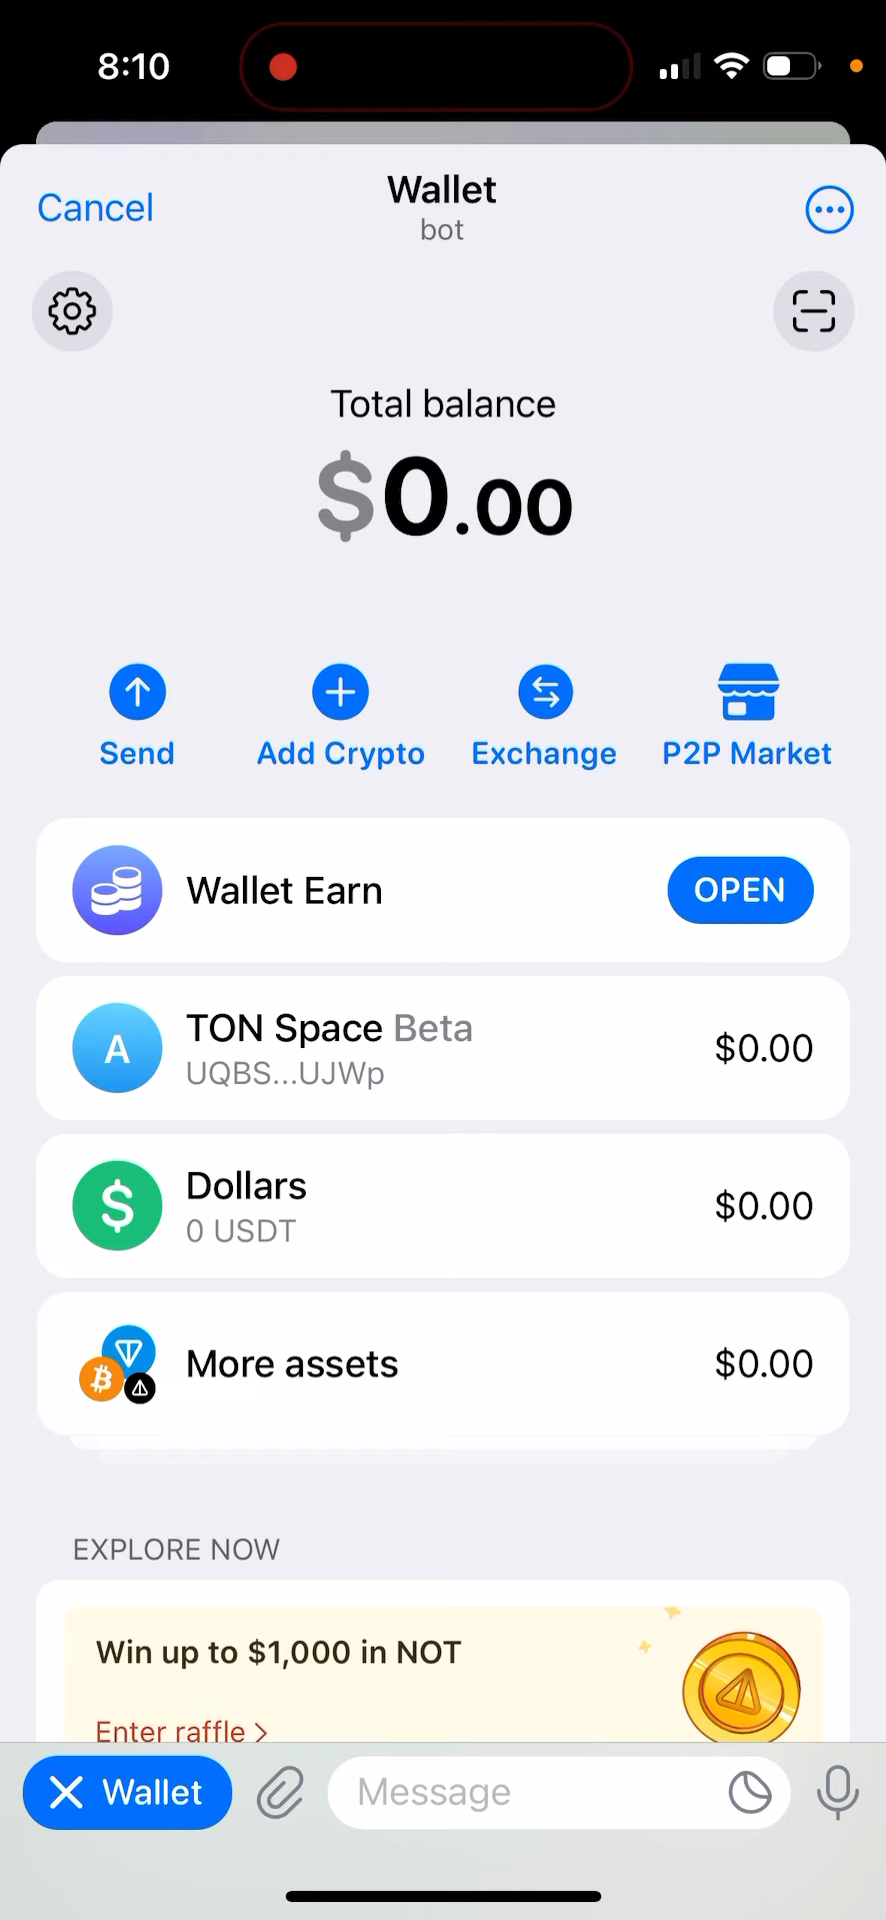 8:10
Cancel
Wallet
bot
Total balance
$0.00
Send
Add Crypto
Exchange
P2P Market
Wallet Earn
OPEN
A
TON Space Beta
UQBS...UJWp
$0.00
$
Dollars
0 USDT
$0.00
More assets
$0.00
EXPLORE NOW
Win up to $1,000 in NOT
Enter raffle >
Wallet
Message